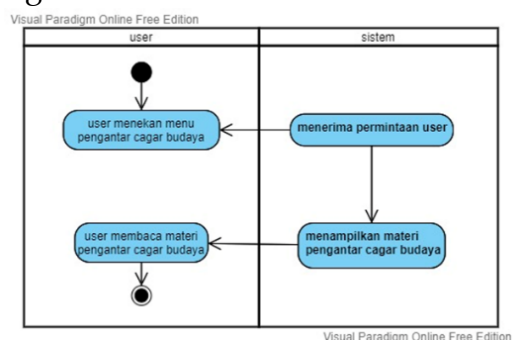 Visual Paradigm Online Free Edition
user
sistem
user menekan menu
pengantar cagar budaya
menerima permintaan user
user membaca materi
pengantar cagar budaya
menampilkan materi
pengantar cagar budaya
Visual Paradigm Online Free Edition